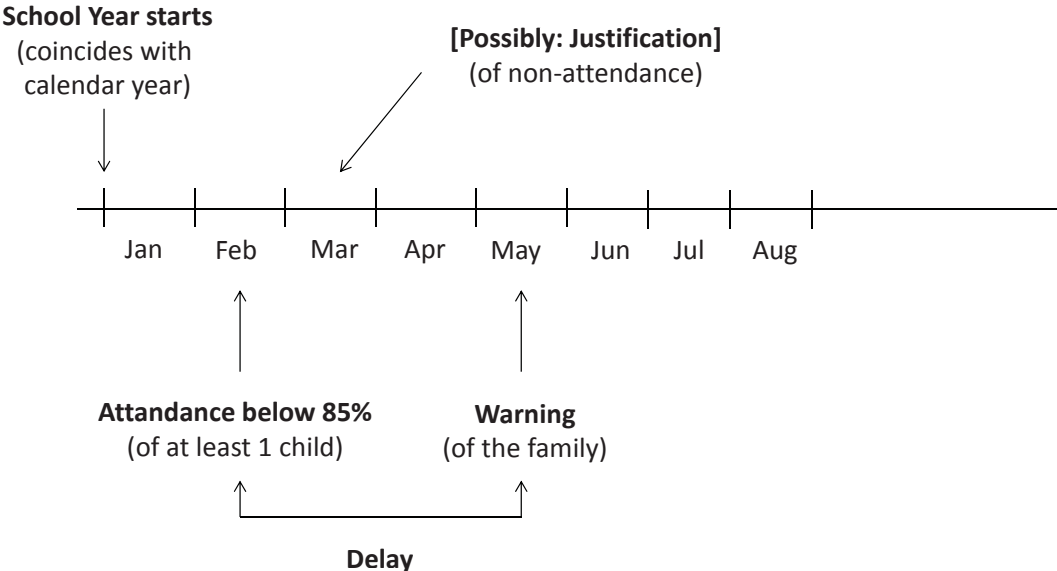 School Year starts
(coincides with
calendar year)
[Possibly: Justification]
(of non-attendance)
Jan Feb Mar Apr May Jun Jul Aug
Attandance below 85%
(of at least 1 child)
Warning
(of the family)
Delay